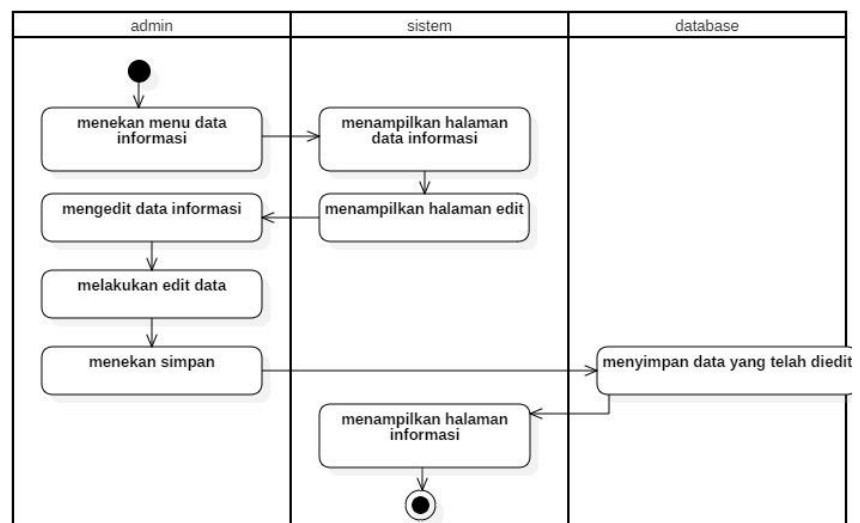 admin
sistem
database
menekan menu data
informasi
menampilkan halaman
data informasi
mengedit data informasi
menampilkan halaman edit
melakukan edit data
menekan simpan
menyimpan data yang telah diedit
menampilkan halaman
informasi